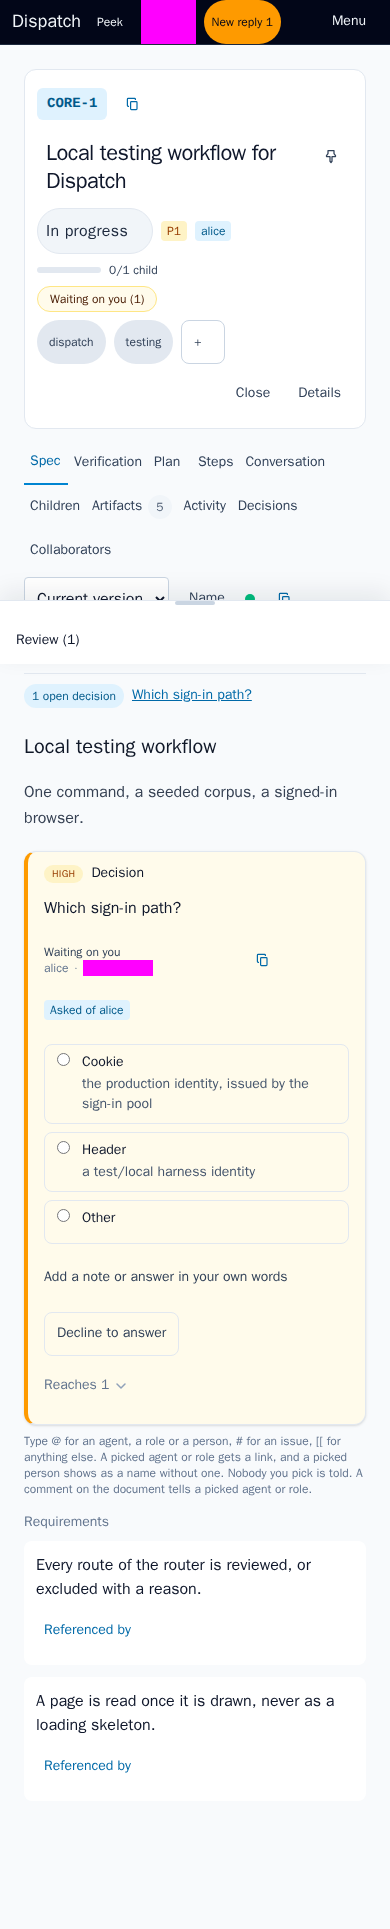 Dispatch Peek New reply 1 Menu
CORE-1
Local testing workflow for
Dispatch
In progress P1 alice
0/1 child
Waiting on you (1)
dispatch testing +
Close Details
Spec Verification Plan Steps Conversation
Children Artifacts 5 Activity Decisions
Collaborators
Current version Name
Review (1)
1 open decision Which sign-in path?
Local testing workflow
One command, a seeded corpus, a signed-in
browser.
HIGH Decision
Which sign-in path?
Waiting on you
alice ·
Asked of alice
Cookie
the production identity, issued by the
sign-in pool
Header
a test/local harness identity
Other
Add a note or answer in your own words
Decline to answer
Reaches 1
Type @ for an agent, a role or a person, # for an issue, [[ for
anything else. A picked agent or role gets a link, and a picked
person shows as a name without one. Nobody you pick is told. A
comment on the document tells a picked agent or role.
Requirements
Every route of the router is reviewed, or
excluded with a reason.
Referenced by
A page is read once it is drawn, never as a
loading skeleton.
Referenced by